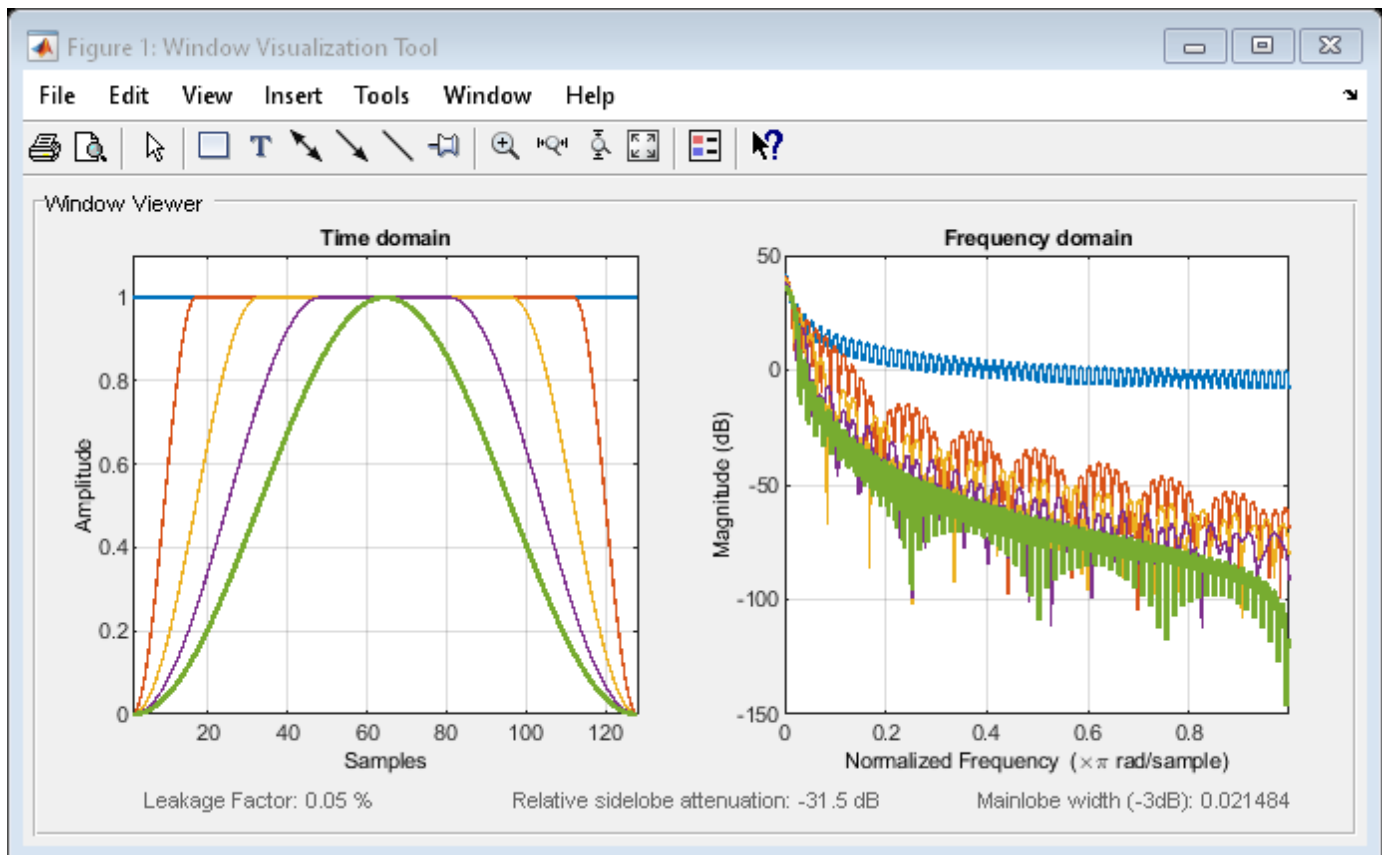 Figure 1: Window Visualization Tool
File Edit View Insert Tools Window Help
T
Window Viewer
Time domain
1
0.8
0.6
0.4
0.2
0
Amplitude
20 40 60 80 100 120
Samples
Frequency domain
50
0
-50
-100
-150
Magnitude (dB)
0 0.2 0.4 0.6 0.8
Normalized Frequency (×π rad/sample)
Leakage Factor: 0.05 % Relative sidelobe attenuation: -31.5 dB Mainlobe width (-3dB): 0.021484